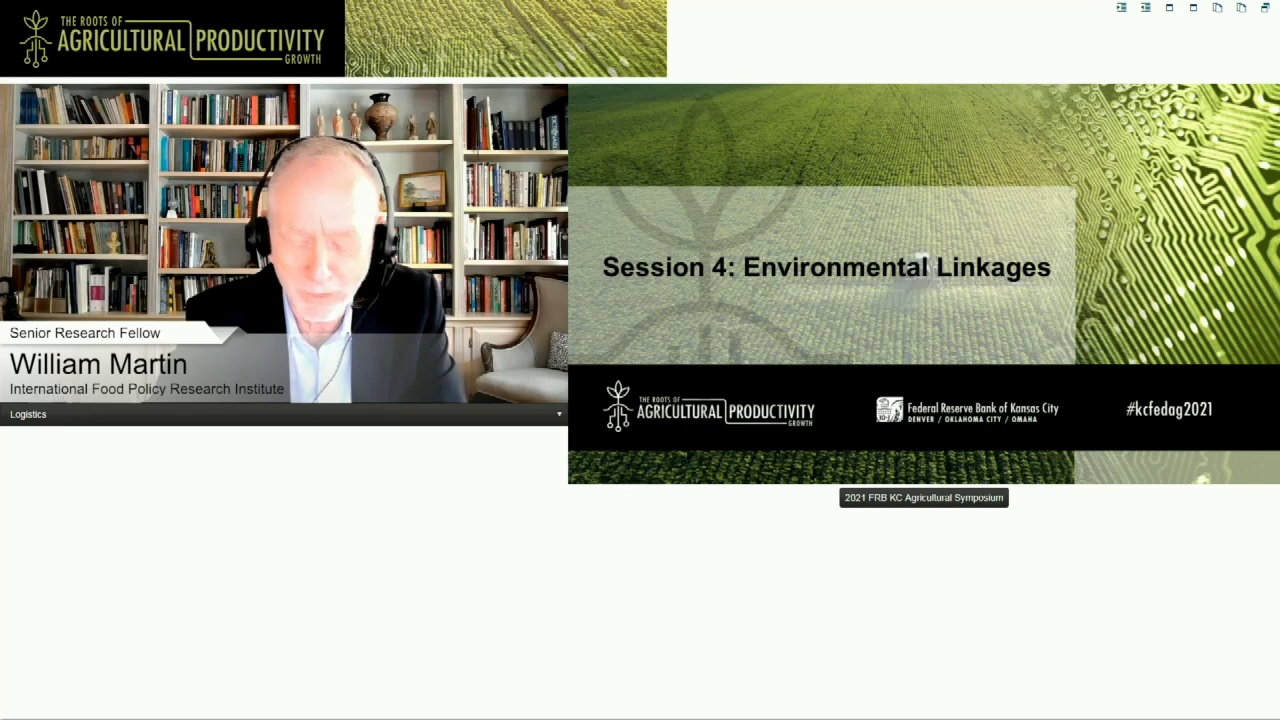 THE ROOTS OF
AGRICULTURAL PRODUCTIVITY
GROWTH
Senior Research Fellow
William Martin
International Food Policy Research Institute
Logistics
Session 4: Environmental Linkages
THE ROOTS OF
AGRICULTURAL PRODUCTIVITY
GROWTH
Federal Reserve Bank of Kansas City
DENVER / OKLAHOMA CITY / OMAHA
#kcfedag2021
2021 FRB KC Agricultural Symposium